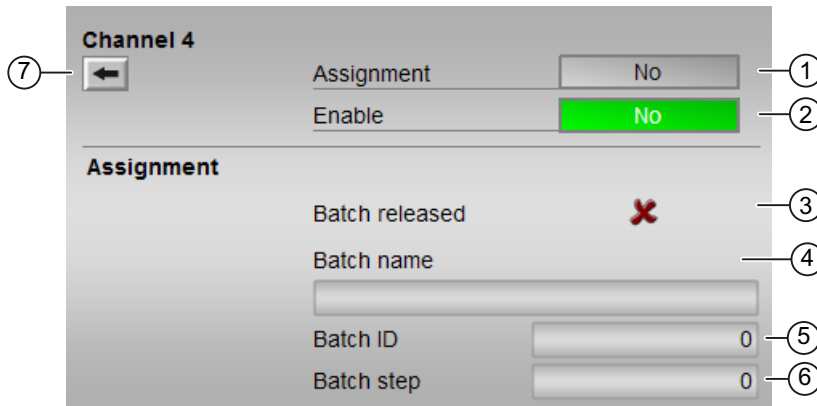 Channel 4
7
Assignment No 1
Enable No 2
Assignment
Batch released 3
Batch name 4
Batch ID 0 5
Batch step 0 6